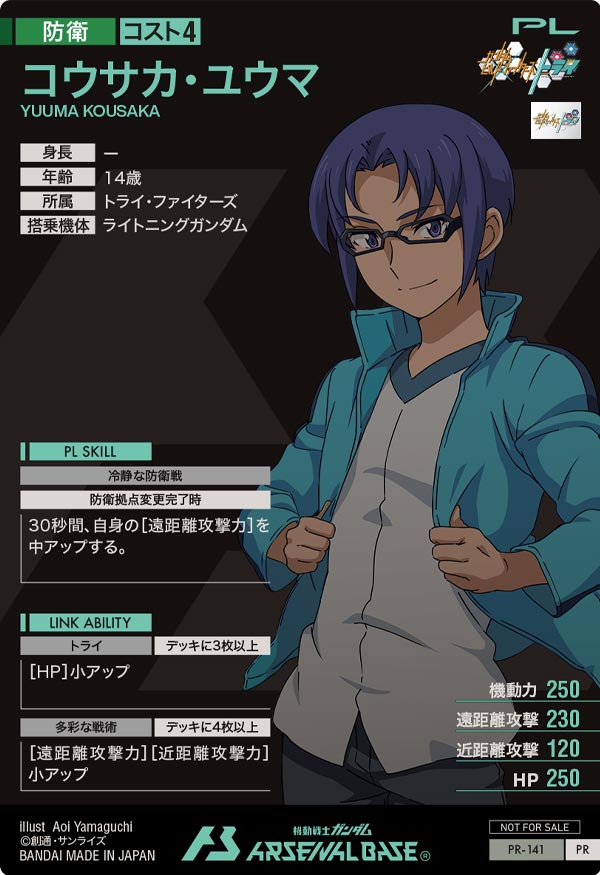 防衛 コスト4
PL
コウサカ・ユウマ
YUUMA KOUSAKA
身長 ー
年齢 14歳
所属 トライ・ファイターズ
搭乗機体 ライトニングガンダム
PL SKILL
冷静な防衛戦
防衛拠点変更完了時
30秒間、自身の[遠距離攻撃力]を
中アップする。
LINK ABILITY
トライ デッキに3枚以上
[HP]小アップ
多彩な戦術 デッキに4枚以上
[遠距離攻撃力][近距離攻撃力]
小アップ
機動力 250
遠距離攻撃 230
近距離攻撃 120
HP 250
illust Aoi Yamaguchi
©創通・サンライズ
BANDAI MADE IN JAPAN
機動戦士ガンダム
ARSENAL BASE®
NOT FOR SALE
PR-141 PR